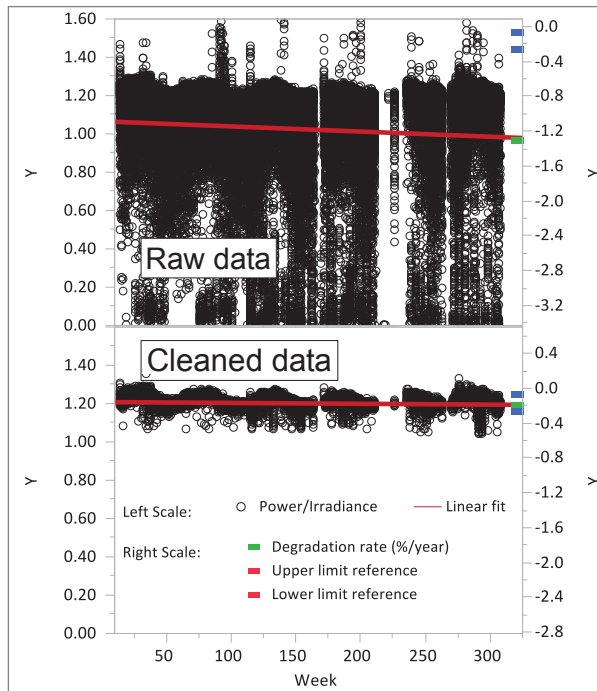 1.60
1.40
1.20
1.00
0.80
0.60
0.40
0.20
0.00
Y
0.0
-0.4
-0.8
-1.2
-1.6
-2.0
-2.4
-2.8
-3.2
Y
Raw data
1.40
1.20
1.00
0.80
0.60
0.40
0.20
0.00
Y
0.4
0.0
-0.4
-0.8
-1.2
-1.6
-2.0
-2.4
-2.8
Y
Cleaned data
Left Scale: Power/Irradiance Linear fit
Right Scale: Degradation rate (%/year)
Upper limit reference
Lower limit reference
50 100 150 200 250 300
Week